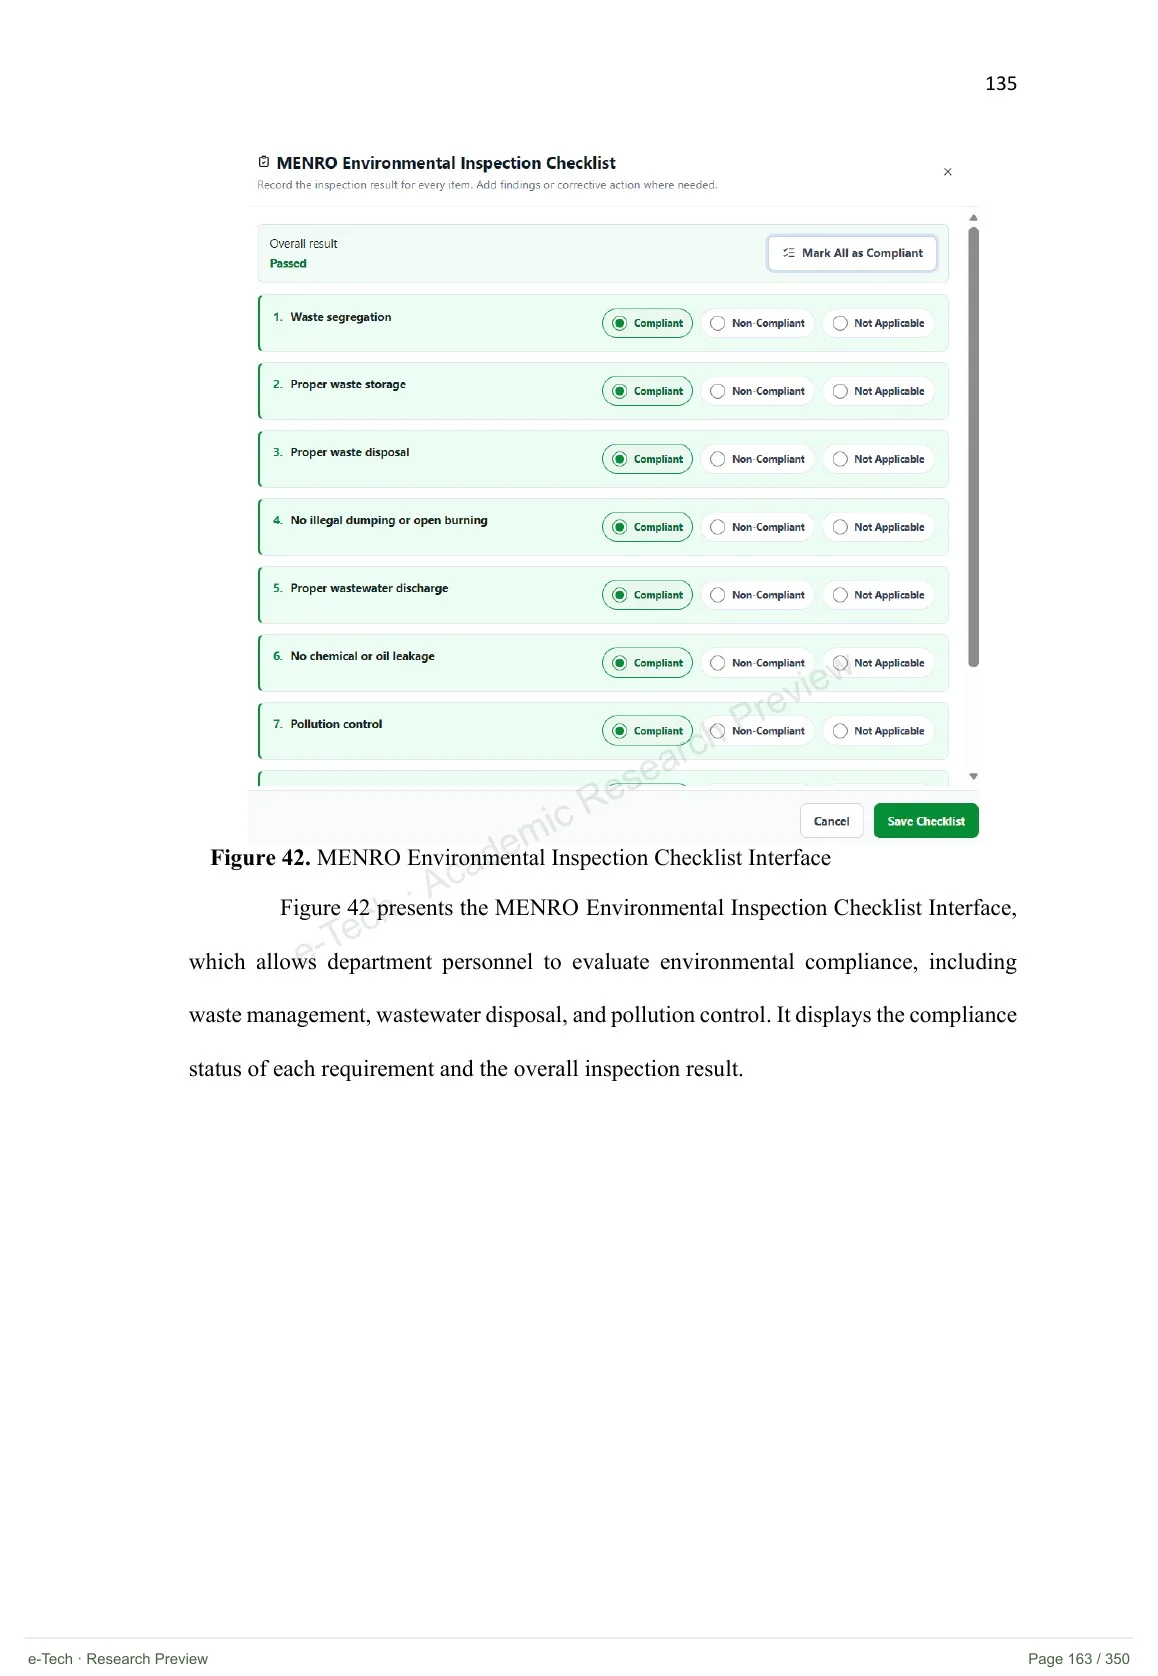 135
MENRO Environmental Inspection Checklist
Record the inspection result for every item. Add findings or corrective action where needed.
Overall result
Passed
Mark All as Compliant
1. Waste segregation Compliant Non-Compliant Not Applicable
2. Proper waste storage Compliant Non-Compliant Not Applicable
3. Proper waste disposal Compliant Non-Compliant Not Applicable
4. No illegal dumping or open burning Compliant Non-Compliant Not Applicable
5. Proper wastewater discharge Compliant Non-Compliant Not Applicable
6. No chemical or oil leakage Compliant Non-Compliant Not Applicable
7. Pollution control Compliant Non-Compliant Not Applicable
Cancel Save Checklist
Figure 42. MENRO Environmental Inspection Checklist Interface
Figure 42 presents the MENRO Environmental Inspection Checklist Interface,
which allows department personnel to evaluate environmental compliance, including
waste management, wastewater disposal, and pollution control. It displays the compliance
status of each requirement and the overall inspection result.
e-Tech · Academic Research Preview
e-Tech · Research Preview Page 163 / 350